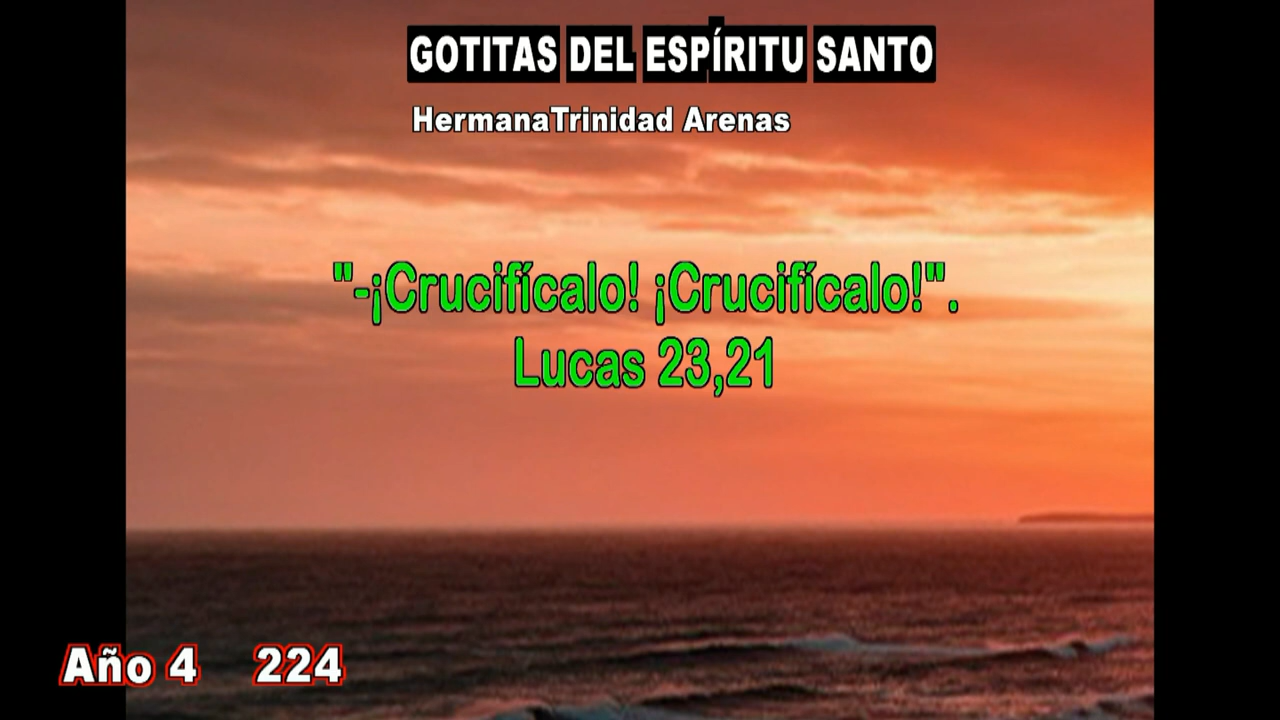 GOTITAS DEL ESPÍRITU SANTO
HermanaTrinidad Arenas
"-¡Crucifícalo! ¡Crucifícalo!".
Lucas 23,21
Año 4 224